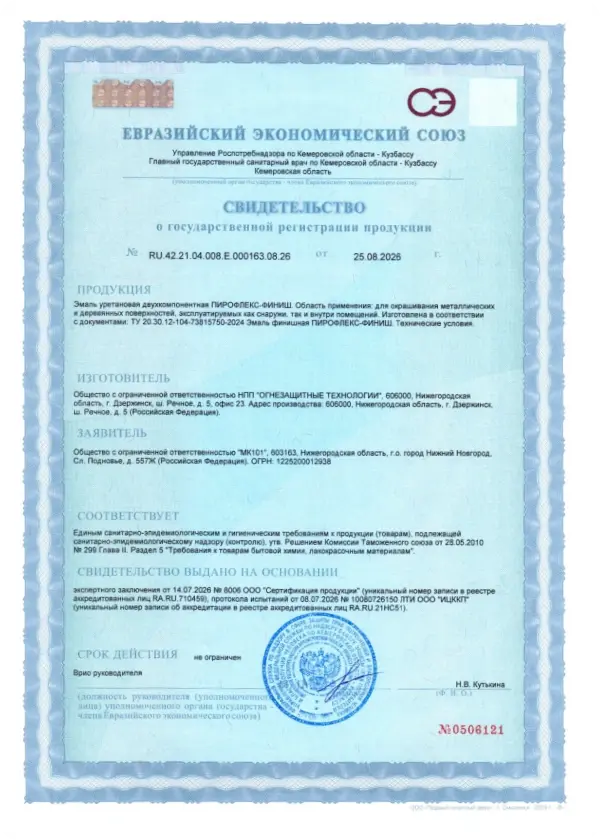 СЭ
ЕВРАЗИЙСКИЙ ЭКОНОМИЧЕСКИЙ СОЮЗ
Управление Роспотребнадзора по Кемеровской области - Кузбассу
Главный государственный санитарный врач по Кемеровской области - Кузбассу
Кемеровская область
(уполномоченный орган государства - члена Евразийского экономического союза)
СВИДЕТЕЛЬСТВО
о государственной регистрации продукции
№ RU.42.21.04.008.E.000163.08.26 от 25.08.2026 г.
ПРОДУКЦИЯ
Эмаль уретановая двухкомпонентная ПИРОФЛЕКС-ФИНИШ. Область применения: для окрашивания металлических
и деревянных поверхностей, эксплуатируемых как снаружи, так и внутри помещений. Изготовлена в соответствии
с документами: ТУ 20.30.12-104-73815750-2024 Эмаль финишная ПИРОФЛЕКС-ФИНИШ. Технические условия.
ИЗГОТОВИТЕЛЬ
Общество с ограниченной ответственностью НПП "ОГНЕЗАЩИТНЫЕ ТЕХНОЛОГИИ", 606000, Нижегородская
область, г. Дзержинск, ш. Речное, д. 5, офис 23. Адрес производства: 606000, Нижегородская область, г. Дзержинск,
ш. Речное, д. 5 (Российская Федерация).
ЗАЯВИТЕЛЬ
Общество с ограниченной ответственностью "МК101", 603163, Нижегородская область, г.о. город Нижний Новгород,
Сл. Подновье, д. 557Ж (Российская Федерация). ОГРН: 1225200012938
СООТВЕТСТВУЕТ
Единым санитарно-эпидемиологическим и гигиеническим требованиям к продукции (товарам), подлежащей
санитарно-эпидемиологическому надзору (контролю), утв. Решением Комиссии Таможенного союза от 28.05.2010
№ 299 Глава II. Раздел 5 "Требования к товарам бытовой химии, лакокрасочным материалам".
СВИДЕТЕЛЬСТВО ВЫДАНО НА ОСНОВАНИИ
экспертного заключения от 14.07.2026 № 8006 ООО "Сертификация продукции" (уникальный номер записи в реестре
аккредитованных лиц RA.RU.710459), протокола испытаний от 08.07.2026 № 10080726150 ЛТИ ООО "ИЦККП"
(уникальный номер записи об аккредитации в реестре аккредитованных лиц RA.RU.21НС51).
СРОК ДЕЙСТВИЯ не ограничен
Врио руководителя
Н.В. Кутькина
(Ф. И. О.)
(должность руководителя (уполномоченного
лица) уполномоченного органа государства -
члена Евразийского экономического союза)
№0506121